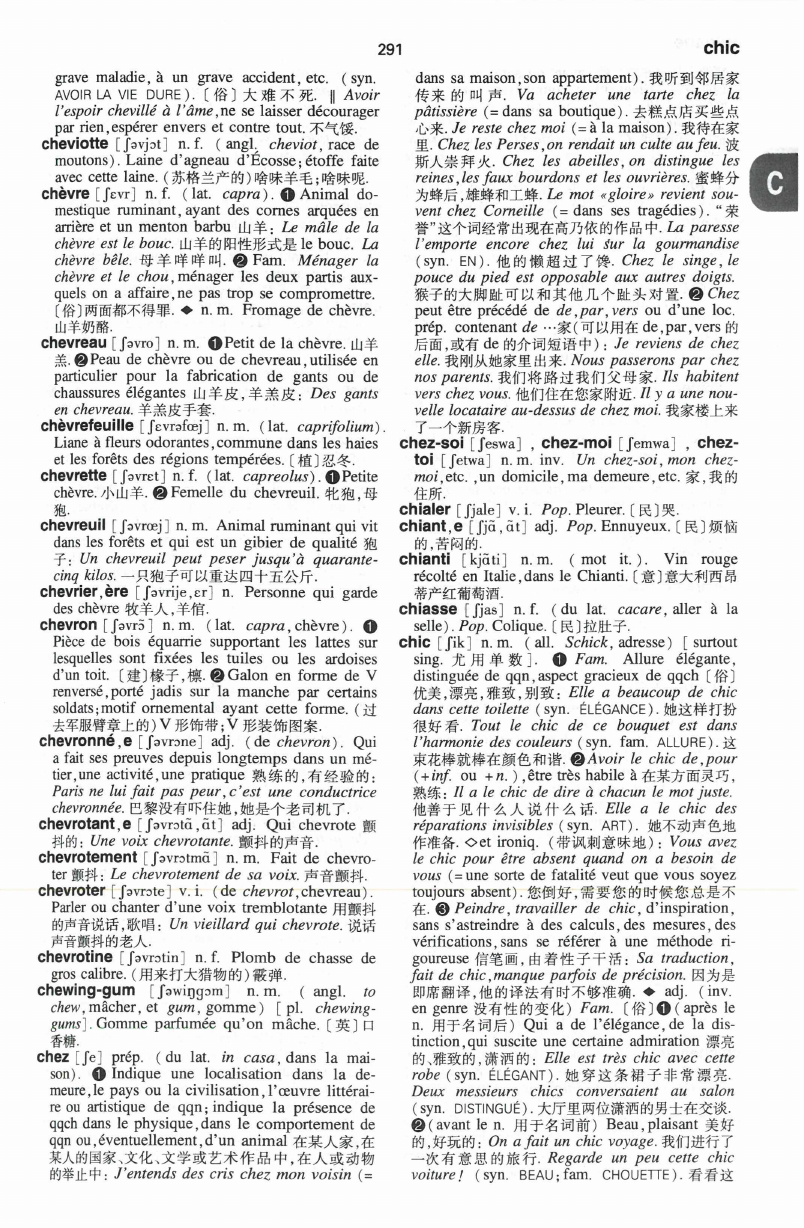 291
chic
grave maladie, à un grave accident, etc. (syn.
AVOIR LA VIE DURE).〔俗〕大难不死. ‖ Avoir
l'espoir chevillé à l'âme, ne se laisser décourager
par rien, espérer envers et contre tout. 不气馁.
cheviotte [ʃəvjɔt] n. f. (angl. cheviot, race de
moutons). Laine d'agneau d'Écosse; étoffe faite
avec cette laine. (苏格兰产的)啥味羊毛;啥味呢.
chèvre [ʃɛvr] n. f. (lat. capra). ❶ Animal do-
mestique ruminant, ayant des cornes arquées en
arrière et un menton barbu 山羊: Le mâle de la
chèvre est le bouc. 山羊的阳性形式是 le bouc. La
chèvre bêle. 母羊咩咩叫. ❷ Fam. Ménager la
chèvre et le chou, ménager les deux partis aux-
quels on a affaire, ne pas trop se compromettre.
〔俗〕两面都不得罪. ◆ n. m. Fromage de chèvre.
山羊奶酪.
chevreau [ʃəvro] n. m. ❶ Petit de la chèvre. 山羊
羔. ❷ Peau de chèvre ou de chevreau, utilisée en
particulier pour la fabrication de gants ou de
chaussures élégantes 山羊皮,羊羔皮: Des gants
en chevreau. 羊羔皮手套.
chèvrefeuille [ʃɛvrəfœj] n. m. (lat. caprifolium).
Liane à fleurs odorantes, commune dans les haies
et les forêts des régions tempérées.〔植〕忍冬.
chevrette [ʃəvrɛt] n. f. (lat. capreolus). ❶ Petite
chèvre. 小山羊. ❷ Femelle du chevreuil. 牝狍,母
狍.
chevreuil [ʃəvrœj] n. m. Animal ruminant qui vit
dans les forêts et qui est un gibier de qualité 狍
子: Un chevreuil peut peser jusqu'à quarante-
cinq kilos. 一只狍子可以重达四十五公斤.
chevrier, ère [ʃəvrije, ɛr] n. Personne qui garde
des chèvre 牧羊人,羊倌.
chevron [ʃəvrɔ̃] n. m. (lat. capra, chèvre). ❶
Pièce de bois équarrie supportant les lattes sur
lesquelles sont fixées les tuiles ou les ardoises
d'un toit.〔建〕椽子,檩. ❷ Galon en forme de V
renversé, porté jadis sur la manche par certains
soldats; motif ornemental ayant cette forme. (过
去军服臂章上的) V 形饰带; V 形装饰图案.
chevronné, e [ʃəvrɔne] adj. (de chevron). Qui
a fait ses preuves depuis longtemps dans un mé-
tier, une activité, une pratique 熟练的,有经验的:
Paris ne lui fait pas peur, c'est une conductrice
chevronnée. 巴黎没有吓住她,她是个老司机了.
chevrotant, e [ʃəvrɔtɑ̃, ɑ̃t] adj. Qui chevrote 颤
抖的: Une voix chevrotante. 颤抖的声音.
chevrotement [ʃəvrɔtmɑ̃] n. m. Fait de chevro-
ter 颤抖: Le chevrotement de sa voix. 声音颤抖.
chevroter [ʃəvrɔte] v. i. (de chevrot, chevreau).
Parler ou chanter d'une voix tremblotante 用颤抖
的声音说话,歌唱: Un vieillard qui chevrote. 说话
声音颤抖的老人.
chevrotine [ʃəvrɔtin] n. f. Plomb de chasse de
gros calibre. (用来打大猎物的)霰弹.
chewing-gum [ʃəwiŋgɔm] n. m. (angl. to
chew, mâcher, et gum, gomme) [pl. chewing-
gums]. Gomme parfumée qu'on mâche.〔英〕口
香糖.
chez [ʃe] prép. (du lat. in casa, dans la mai-
son). ❶ Indique une localisation dans la de-
meure, le pays ou la civilisation, l'œuvre littérai-
re ou artistique de qqn; indique la présence de
qqch dans le physique, dans le comportement de
qqn ou, éventuellement, d'un animal 在某人家,在
某人的国家、文化、文学或艺术作品中,在人或动物
的举止中: J'entends des cris chez mon voisin (=
dans sa maison, son appartement). 我听到邻居家
传来的叫声. Va acheter une tarte chez la
pâtissière (= dans sa boutique). 去糕点店买些点
心来. Je reste chez moi (= à la maison). 我待在家
里. Chez les Perses, on rendait un culte au feu. 波
斯人崇拜火. Chez les abeilles, on distingue les
reines, les faux bourdons et les ouvrières. 蜜蜂分
为蜂后,雄蜂和工蜂. Le mot «gloire» revient sou-
vent chez Corneille (= dans ses tragédies). “荣
誉”这个词经常出现在高乃依的作品中. La paresse
l'emporte encore chez lui sur la gourmandise
(syn. EN). 他的懒超过了馋. Chez le singe, le
pouce du pied est opposable aux autres doigts.
猴子的大脚趾可以和其他几个趾头对置. ❷ Chez
peut être précédé de de, par, vers ou d'une loc.
prép. contenant de …家(可以用在 de, par, vers 的
后面,或有 de 的介词短语中): Je reviens de chez
elle. 我刚从她家里出来. Nous passerons par chez
nos parents. 我们将路过我们父母家. Ils habitent
vers chez vous. 他们住在您家附近. Il y a une nou-
velle locataire au-dessus de chez moi. 我家楼上来
了一个新房客.
chez-soi [ʃeswa], chez-moi [ʃemwa], chez-
toi [ʃetwa] n. m. inv. Un chez-soi, mon chez-
moi, etc., un domicile, ma demeure, etc. 家,我的
住所.
chialer [ʃjale] v. i. Pop. Pleurer.〔民〕哭.
chiant, e [ʃjɑ̃, ɑ̃t] adj. Pop. Ennuyeux.〔民〕烦恼
的,苦闷的.
chianti [kjɑ̃ti] n. m. (mot it.). Vin rouge
récolté en Italie, dans le Chianti.〔意〕意大利西昂
蒂产红葡萄酒.
chiasse [ʃjas] n. f. (du lat. cacare, aller à la
selle). Pop. Colique.〔民〕拉肚子.
chic [ʃik] n. m. (all. Schick, adresse) [surtout
sing. 尤用单数]. ❶ Fam. Allure élégante,
distinguée de qqn, aspect gracieux de qqch〔俗〕
优美,漂亮,雅致,别致: Elle a beaucoup de chic
dans cette toilette (syn. ÉLÉGANCE). 她这样打扮
很好看. Tout le chic de ce bouquet est dans
l'harmonie des couleurs (syn. fam. ALLURE). 这
束花棒就棒在颜色和谐. ❷ Avoir le chic de, pour
(+inf. ou +n.), être très habile à 在某方面灵巧,
熟练: Il a le chic de dire à chacun le mot juste.
他善于见什么人说什么话. Elle a le chic des
réparations invisibles (syn. ART). 她不动声色地
作准备. ◇ et ironiq. (带讽刺意味地): Vous avez
le chic pour être absent quand on a besoin de
vous (= une sorte de fatalité veut que vous soyez
toujours absent). 您倒好,需要您的时候您总是不
在. ❸ Peindre, travailler de chic, d'inspiration,
sans s'astreindre à des calculs, des mesures, des
vérifications, sans se référer à une méthode ri-
goureuse 信笔画,由着性子干活: Sa traduction,
fait de chic, manque parfois de précision. 因为是
即席翻译,他的译法有时不够准确. ◆ adj. (inv.
en genre 没有性的变化) Fam.〔俗〕❶ (après le
n. 用于名词后) Qui a de l'élégance, de la dis-
tinction, qui suscite une certaine admiration 漂亮
的、雅致的,潇洒的: Elle est très chic avec cette
robe (syn. ÉLÉGANT). 她穿这条裙子非常漂亮.
Deux messieurs chics conversaient au salon
(syn. DISTINGUÉ). 大厅里两位潇洒的男士在交谈.
❷ (avant le n. 用于名词前) Beau, plaisant 美好
的,好玩的: On a fait un chic voyage. 我们进行了
一次有意思的旅行. Regarde un peu cette chic
voiture! (syn. BEAU; fam. CHOUETTE). 看看这
C